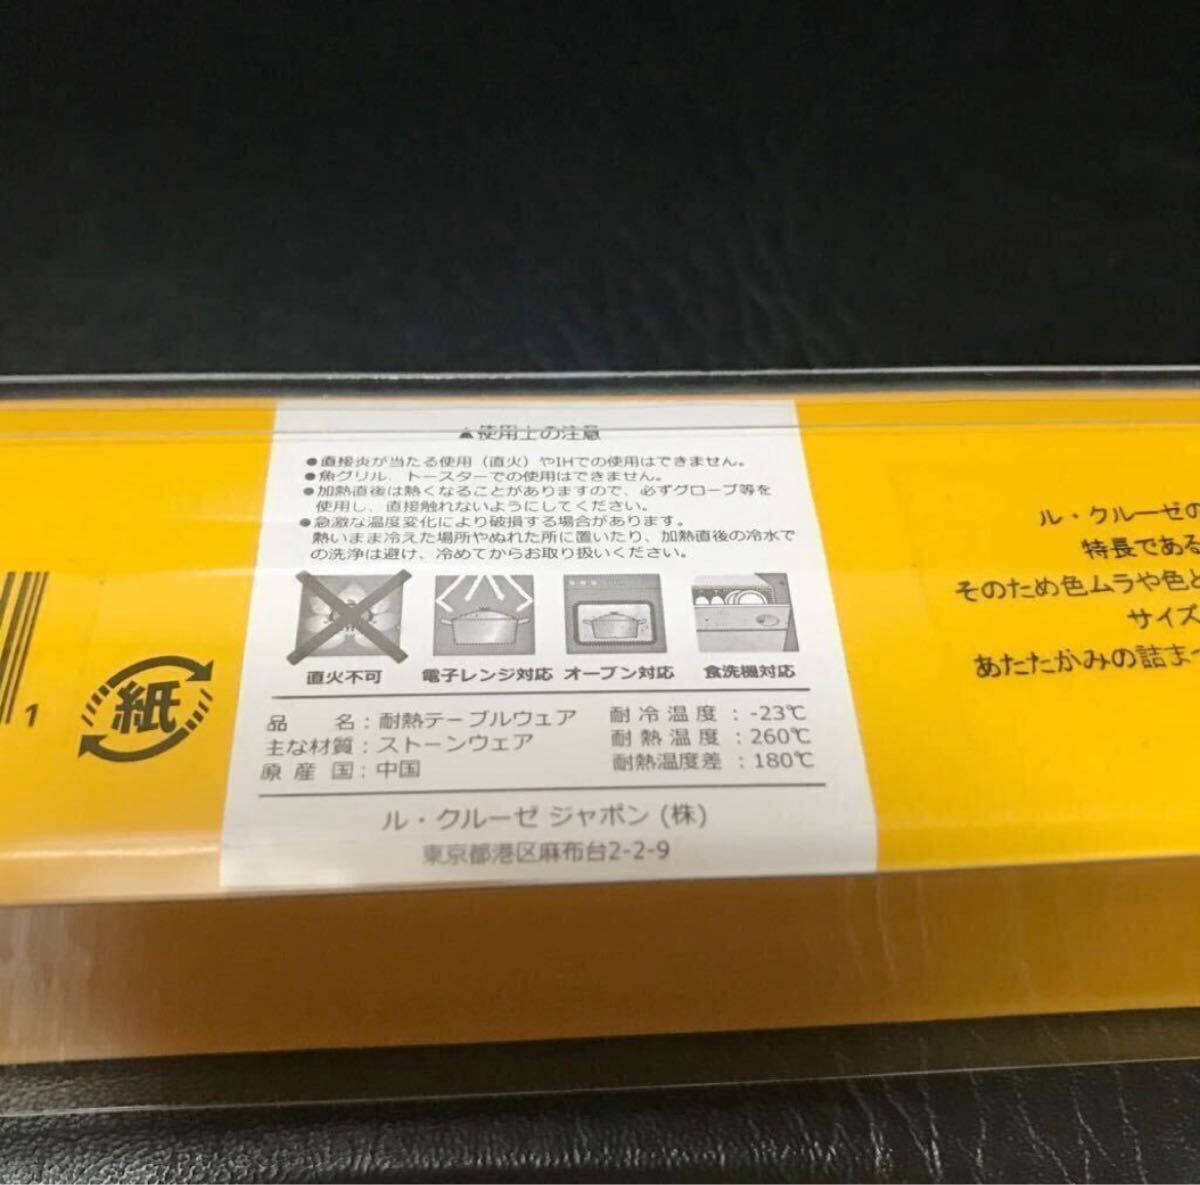 ▲使用上の注意
●直接炎が当たる使用（直火）やIHでの使用はできません。
●魚グリル、トースターでの使用はできません。
●加熱直後は熱くなることがありますので、必ずグローブ等を
使用し、直接触れないようにしてください。
●急激な温度変化により破損する場合があります。
熱いまま冷えた場所やぬれた所に置いたり、加熱直後の冷水で
の洗浄は避け、冷めてからお取り扱いください。
直火不可 電子レンジ対応 オーブン対応 食洗機対応
品 名：耐熱テーブルウェア
主な材質：ストーンウェア
原 産 国：中国
耐 冷 温 度 ：-23℃
耐 熱 温 度 ：260℃
耐熱温度差 ：180℃
ル・クルーゼ ジャポン (株)
東京都港区麻布台2-2-9
1
紙
ル・クルーゼの
特長である
そのため色ムラや色と
サイズ
あたたかみの詰まっ